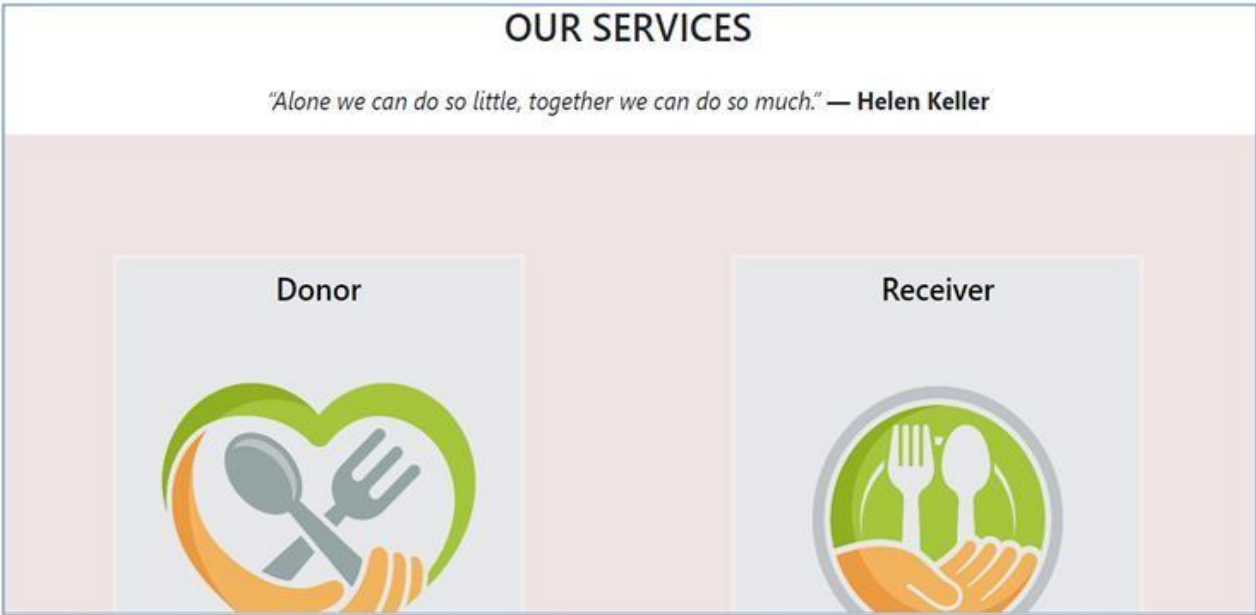 OUR SERVICES
“Alone we can do so little, together we can do so much.” — Helen Keller
Donor
Receiver